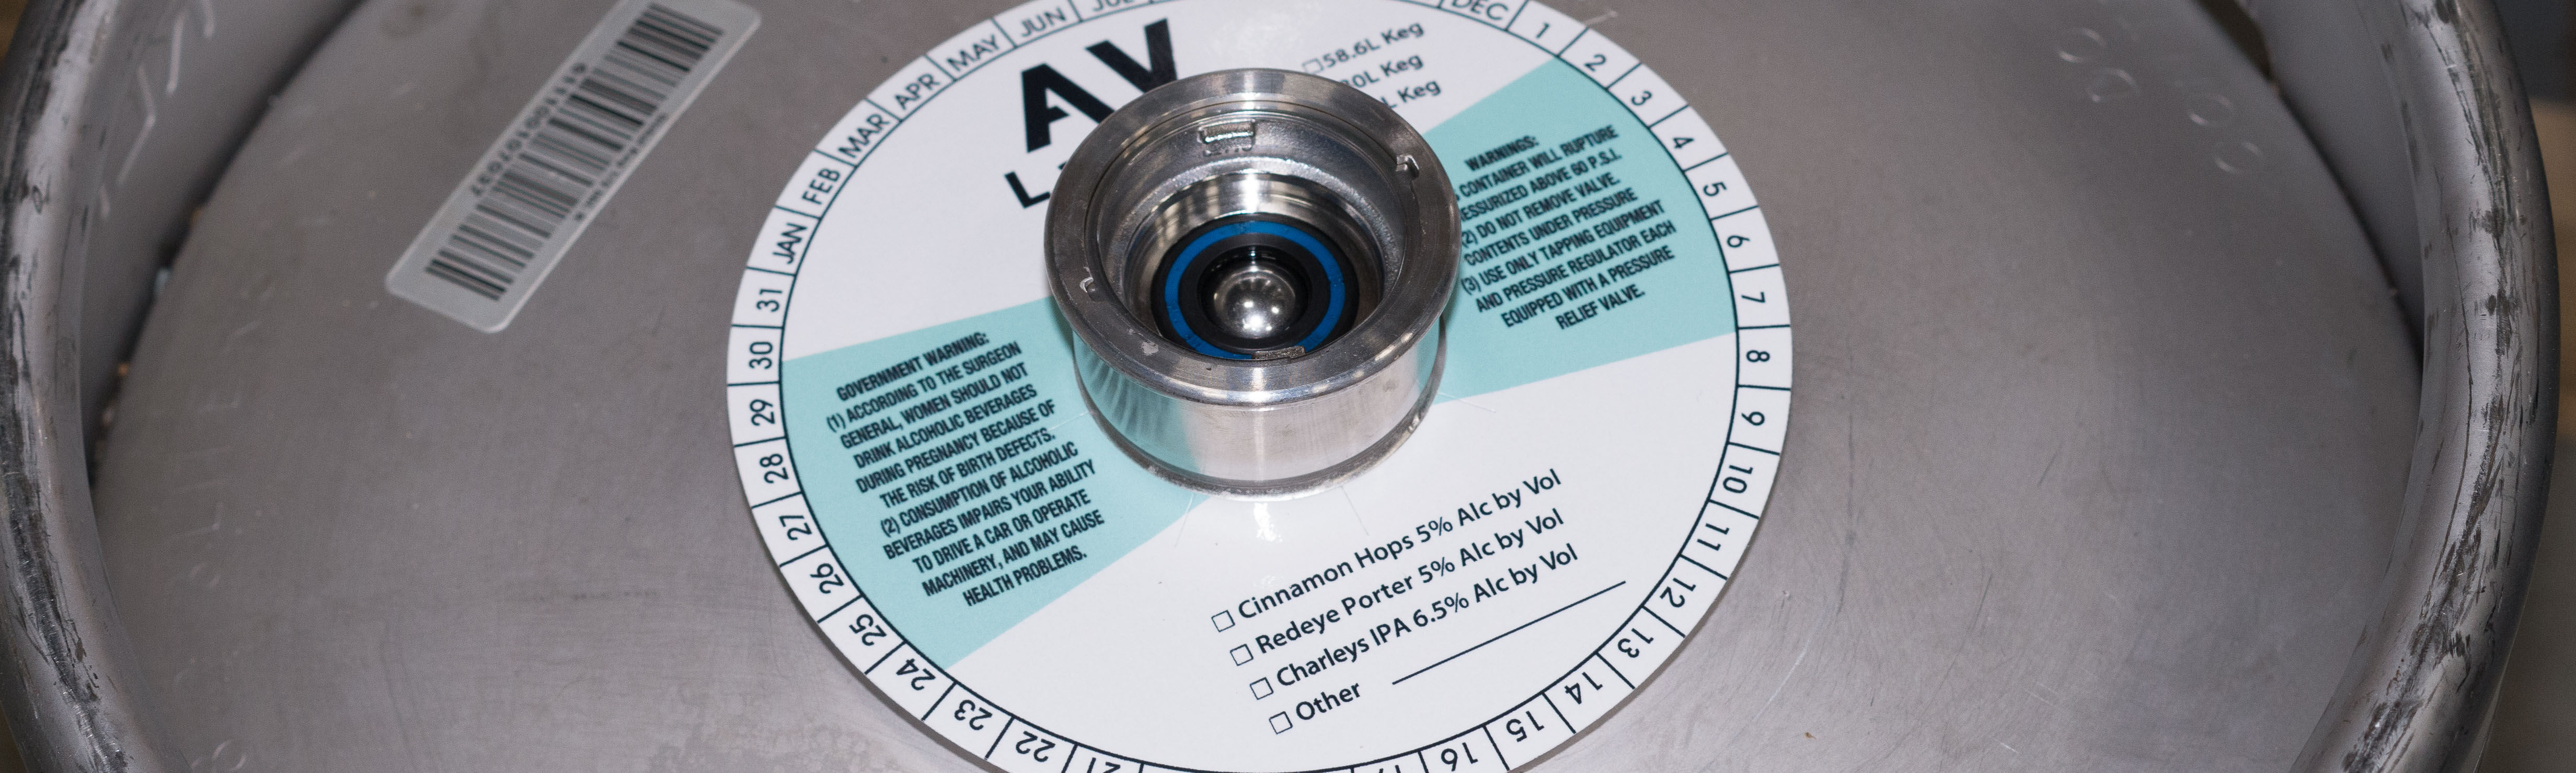 AV
58.6L Keg
Keg
L Keg
WARNINGS:
CONTAINER WILL RUPTURE
ESSURIZED ABOVE 60 P.S.I.
(2) DO NOT REMOVE VALVE.
CONTENTS UNDER PRESSURE
(3) USE ONLY TAPPING EQUIPMENT
AND PRESSURE REGULATOR EACH
EQUIPPED WITH A PRESSURE
RELIEF VALVE.
GOVERNMENT WARNING:
(1) ACCORDING TO THE SURGEON
GENERAL, WOMEN SHOULD NOT
DRINK ALCOHOLIC BEVERAGES
DURING PREGNANCY BECAUSE OF
THE RISK OF BIRTH DEFECTS.
(2) CONSUMPTION OF ALCOHOLIC
BEVERAGES IMPAIRS YOUR ABILITY
TO DRIVE A CAR OR OPERATE
MACHINERY, AND MAY CAUSE
HEALTH PROBLEMS.
Cinnamon Hops 5% Alc by Vol
Redeye Porter 5% Alc by Vol
Charleys IPA 6.5% Alc by Vol
Other
JAN
FEB
MAR
APR
MAY
JUN
JUL
DEC
1
2
3
4
5
6
7
8
9
10
11
12
13
14
15
16
17
21
22
23
24
25
26
27
28
29
30
31